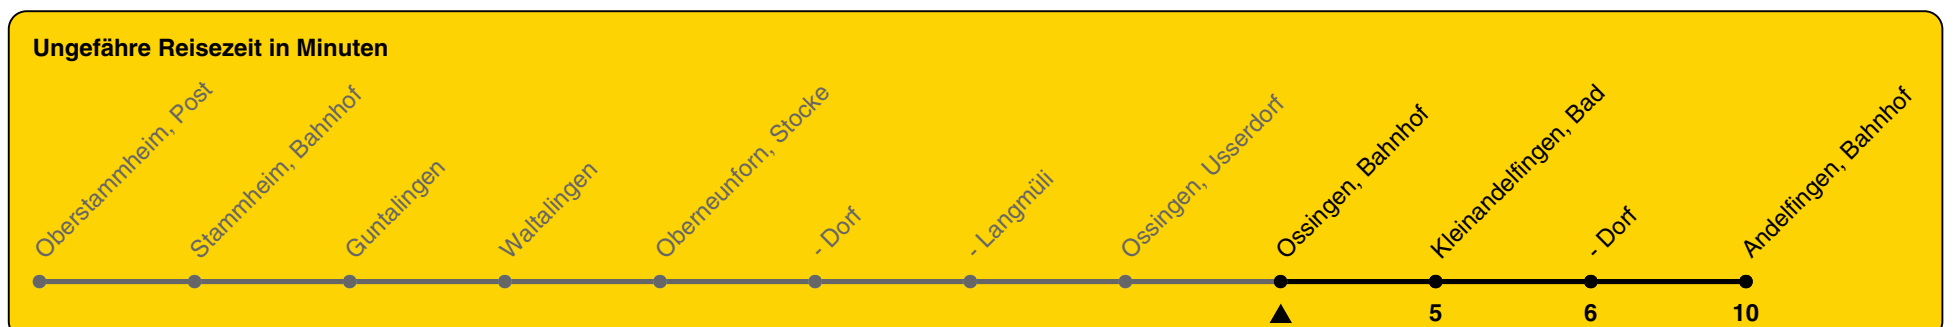 Ungefähre Reisezeit in Minuten
Oberstammheim, Post
Stammheim, Bahnhof
Guntalingen
Waltalingen
Oberneunforn, Stocke
- Dorf
- Langmüli
Ossingen, Usserdorf
Ossingen, Bahnhof
Kleinandelfingen, Bad
- Dorf
Andelfingen, Bahnhof
5 6 10